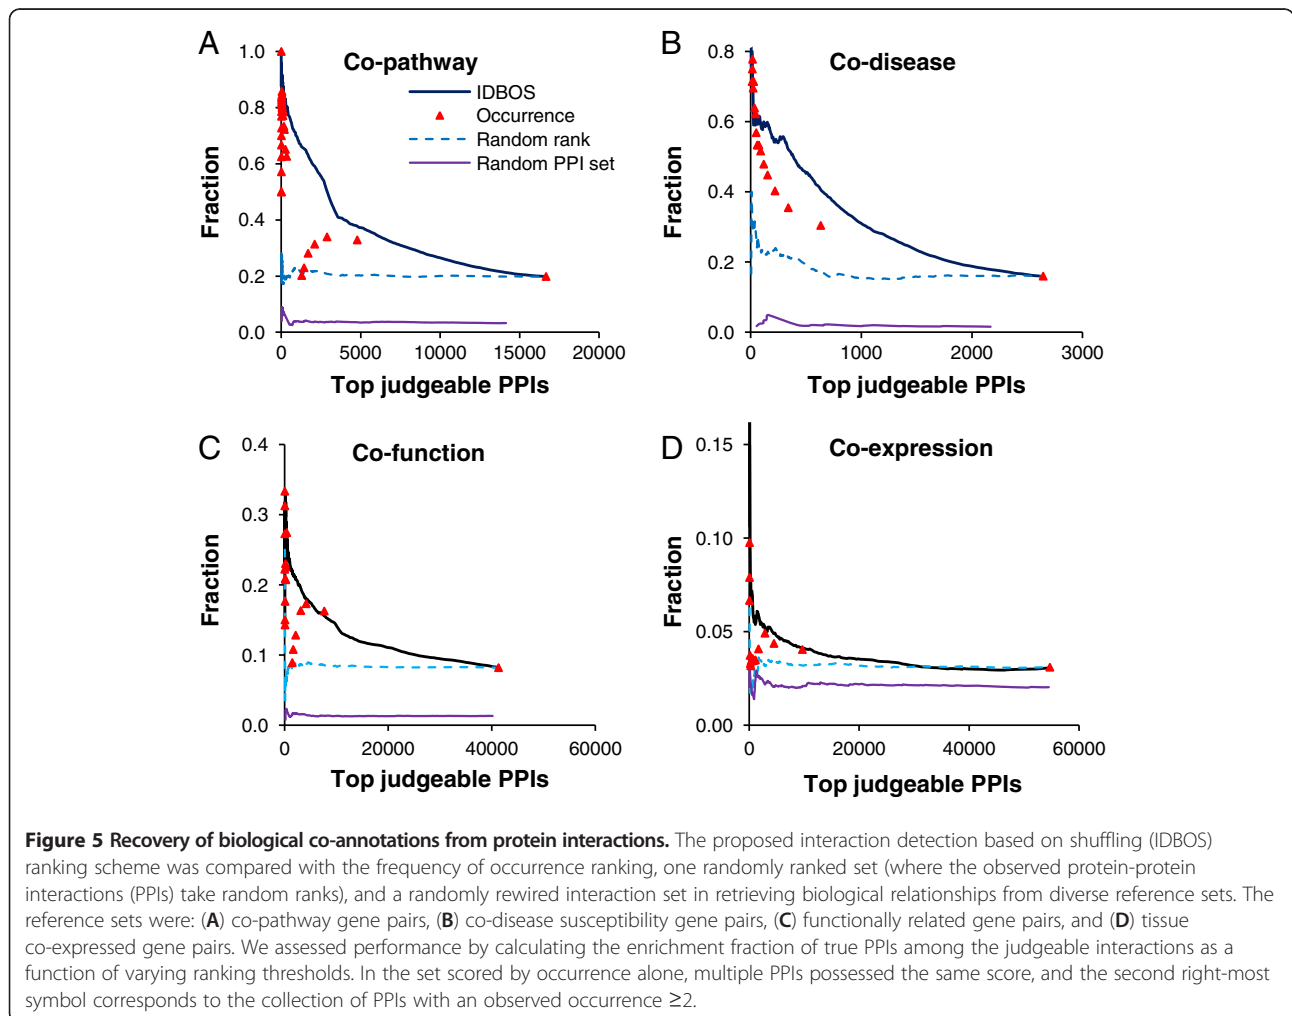 A
Co-pathway
IDBOS
Occurrence
Random rank
Random PPI set
Fraction
1.0
0.8
0.6
0.4
0.2
0.0
0
5000
10000
15000
20000
Top judgeable PPIs
B
Co-disease
Fraction
0.8
0.6
0.4
0.2
0.0
0
1000
2000
3000
Top judgeable PPIs
C
Co-function
Fraction
0.4
0.3
0.2
0.1
0.0
0
20000
40000
60000
Top judgeable PPIs
D
Co-expression
Fraction
0.15
0.10
0.05
0.00
0
20000
40000
60000
Top judgeable PPIs
Figure 5 Recovery of biological co-annotations from protein interactions. The proposed interaction detection based on shuffling (IDBOS)
ranking scheme was compared with the frequency of occurrence ranking, one randomly ranked set (where the observed protein-protein
interactions (PPIs) take random ranks), and a randomly rewired interaction set in retrieving biological relationships from diverse reference sets. The
reference sets were: (A) co-pathway gene pairs, (B) co-disease susceptibility gene pairs, (C) functionally related gene pairs, and (D) tissue
co-expressed gene pairs. We assessed performance by calculating the enrichment fraction of true PPIs among the judgeable interactions as a
function of varying ranking thresholds. In the set scored by occurrence alone, multiple PPIs possessed the same score, and the second right-most
symbol corresponds to the collection of PPIs with an observed occurrence ≥2.